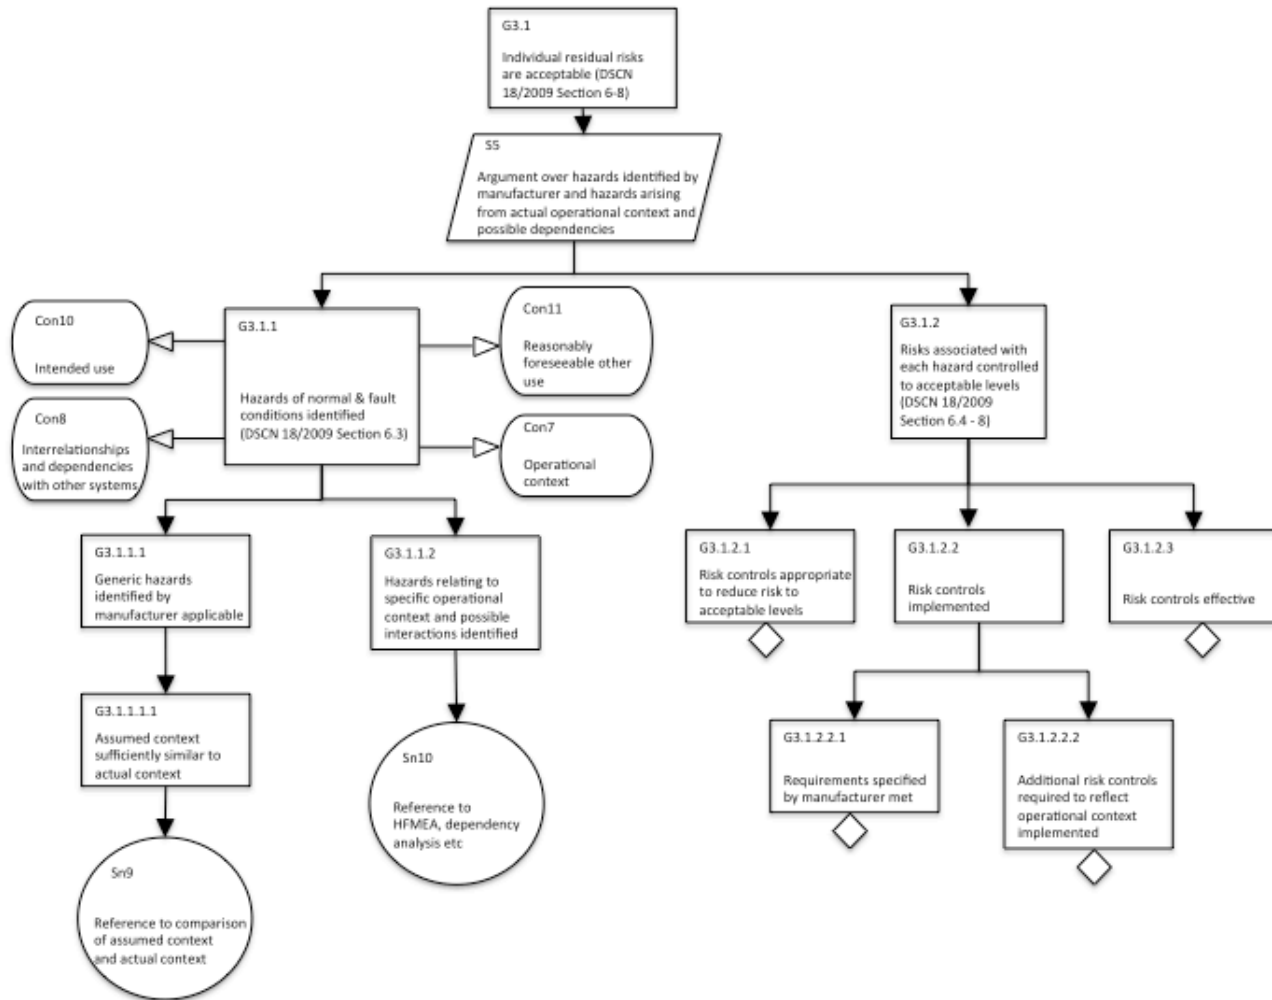 G3.1
Individual residual risks
are acceptable (DSCN
18/2009 Section 6-8)
S5
Argument over hazards identified by
manufacturer and hazards arising
from actual operational context and
possible dependencies
Con10
Intended use
Con8
Interrelationships
and dependencies
with other systems
G3.1.1
Hazards of normal & fault
conditions identified
(DSCN 18/2009 Section 6.3)
Con11
Reasonably
foreseeable other
use
Con7
Operational
context
G3.1.2
Risks associated with
each hazard controlled
to acceptable levels
(DSCN 18/2009
Section 6.4 - 8)
G3.1.1.1
Generic hazards
identified by
manufacturer applicable
G3.1.1.2
Hazards relating to
specific operational
context and possible
interactions identified
G3.1.2.1
Risk controls appropriate
to reduce risk to
acceptable levels
G3.1.2.2
Risk controls
implemented
G3.1.2.3
Risk controls effective
G3.1.1.1.1
Assumed context
sufficiently similar to
actual context
Sn10
Reference to
HFMEA, dependency
analysis etc
G3.1.2.2.1
Requirements specified
by manufacturer met
G3.1.2.2.2
Additional risk controls
required to reflect
operational context
implemented
Sn9
Reference to comparison
of assumed context
and actual context